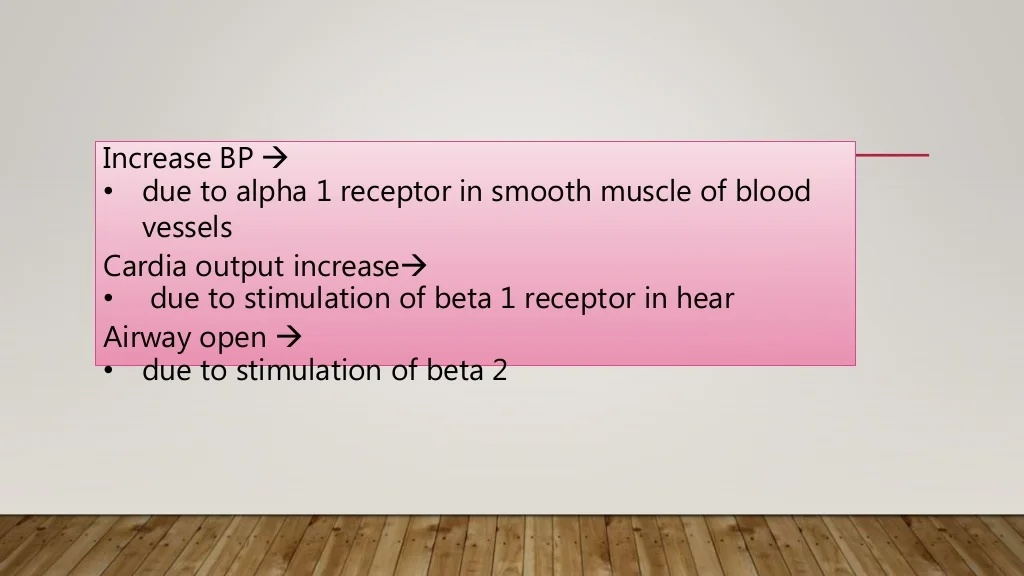 Increase BP →
• due to alpha 1 receptor in smooth muscle of blood
vessels
Cardia output increase→
• due to stimulation of beta 1 receptor in hear
Airway open →
• due to stimulation of beta 2